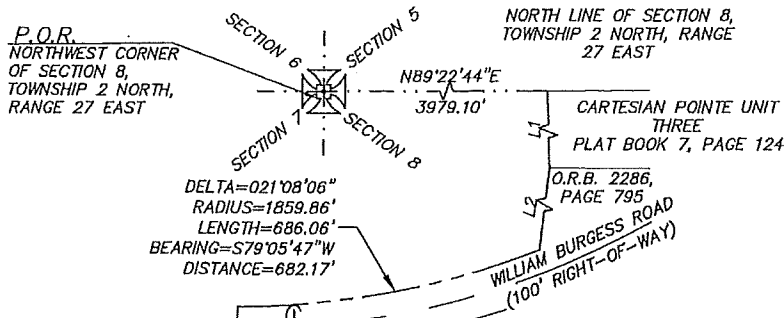 P.O.R.
NORTHWEST CORNER
OF SECTION 8,
TOWNSHIP 2 NORTH,
RANGE 27 EAST
SECTION 6
SECTION 5
SECTION 1
SECTION 8
N89°22'44"E
3979.10'
NORTH LINE OF SECTION 8,
TOWNSHIP 2 NORTH, RANGE
27 EAST
CARTESIAN POINTE UNIT
THREE
PLAT BOOK 7, PAGE 124
L1
O.R.B. 2286,
PAGE 795
L2
DELTA=021°08'06"
RADIUS=1859.86'
LENGTH=686.06'
BEARING=S79°05'47"W
DISTANCE=682.17'
WILLIAM BURGESS ROAD
(100' RIGHT-OF-WAY)